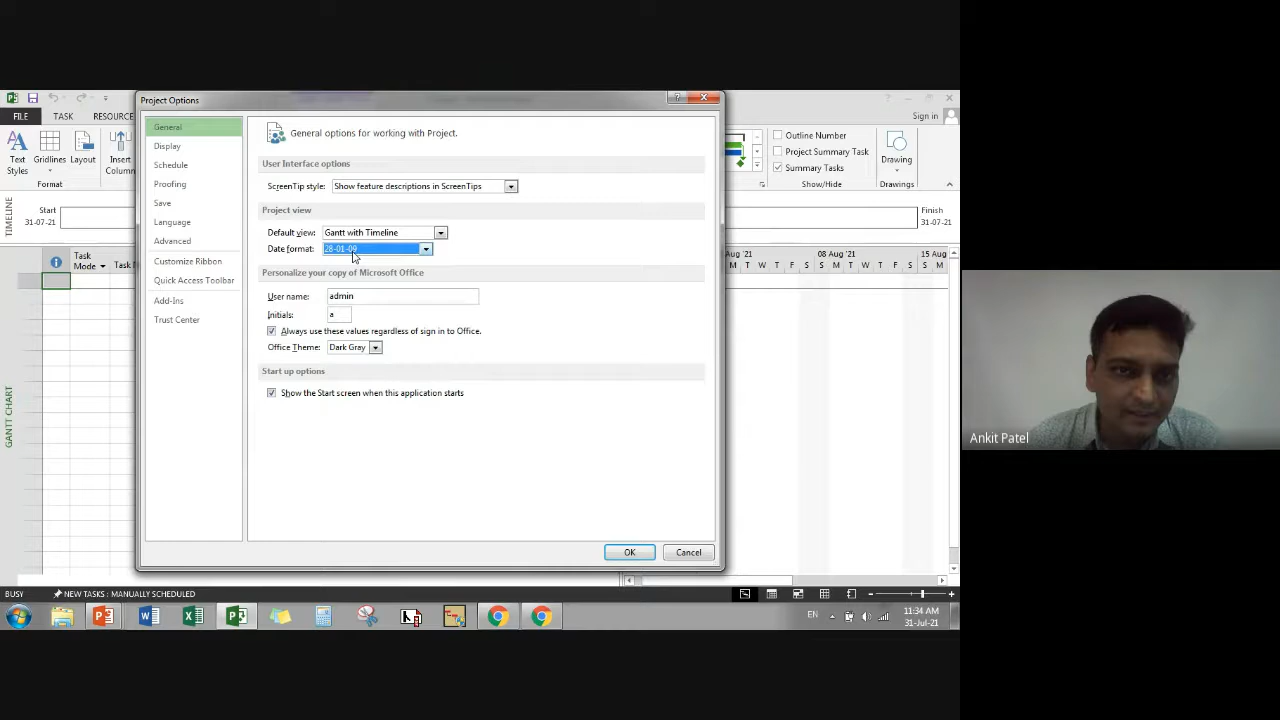 Project Options
Sign in
FILE
TASK
General
Display
Schedule
Proofing
Save
Language
Advanced
Customize Ribbon
Quick Access Toolbar
Add-Ins
Trust Center
General options for working with Project.
User Interface options
ScreenTip style: Show feature descriptions in ScreenTips
Project view
Default view: Gantt with Timeline
Date format: 28-01-09
Personalize your copy of Microsoft Office
User name: admin
Initials: a
Always use these values regardless of sign in to Office.
Office Theme: Dark Gray
Start up options
Show the Start screen when this application starts
OK
Cancel
Text Styles
Gridlines
Layout
Insert Column
Format
Outline Number
Project Summary Task
Summary Tasks
Show/Hide
Drawing
Drawings
TIMELINE
Start
31-07-21
Finish
31-07-21
Task Mode
Aug '21
08 Aug '21
15 Aug
M T W T F S S M T W T F S S M T W
GANTT CHART
BUSY
NEW TASKS : MANUALLY SCHEDULED
EN
11:34 AM
31-Jul-21
Ankit Patel